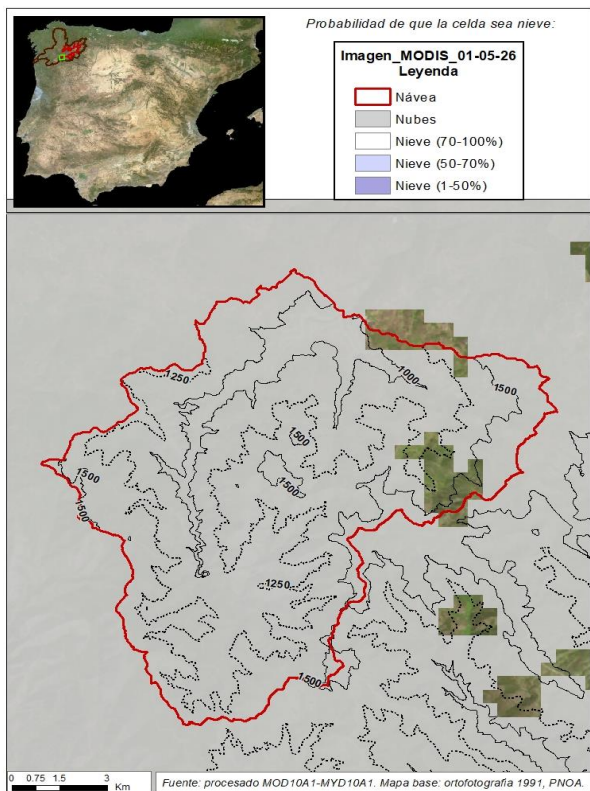 Probabilidad de que la celda sea nieve:
Imagen_MODIS_01-05-26
Leyenda
Návea
Nubes
Nieve (70-100%)
Nieve (50-70%)
Nieve (1-50%)
1250
1000
1500
1500
1500
1500
1500
1250
1500
0 0.75 1.5 3
Km
Fuente: procesado MOD10A1-MYD10A1. Mapa base: ortofotografía 1991, PNOA.